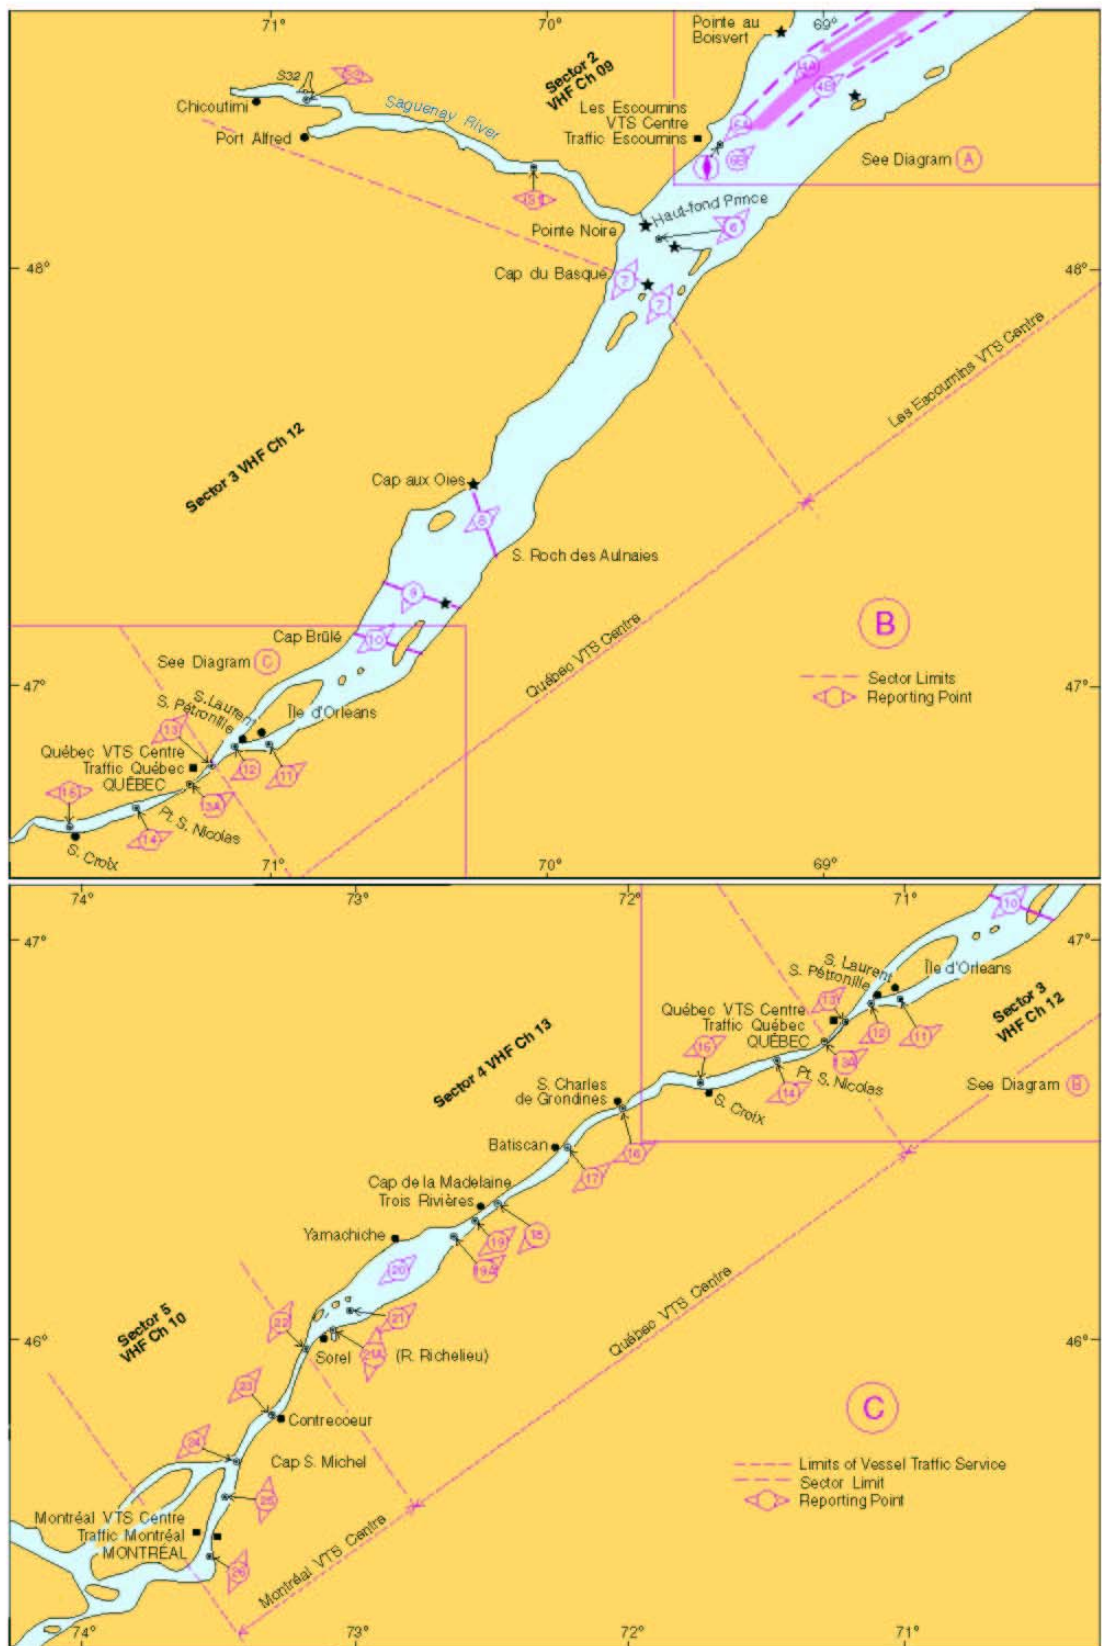 71°
70°
69°
Pointe au
Boisvert
Sector 2
VHF Ch 09
4A
4B
S32
Chicoutimi
Saguenay River
Port Alfred
Les Escoumins
VTS Centre
Traffic Escoumins
See Diagram A
Haut-fond Prince
Pointe Noire
6
48°
48°
Cap du Basque
7
7
Las Escoumins VTS Centre
Sector 3 VHF Ch 12
Cap aux Oies
8
S. Roch des Aulnaies
9
Cap Brûlé
10
Québec VTS Centre
B
Sector Limits
Reporting Point
See Diagram C
47°
47°
S. Laurent
S. Pétronille
Île d'Orleans
13
Québec VTS Centre
Traffic Québec
QUÉBEC
12
11
15
13A
14
Pt. S. Nicolas
S. Croix
71°
70°
69°
74°
73°
72°
71°
10
47°
47°
S. Laurent
S. Pétronille
Île d'Orleans
13
Québec VTS Centre
Traffic Québec
QUÉBEC
Sector 3
VHF Ch 12
12
11
13A
15
14
Pt. S. Nicolas
S. Croix
See Diagram B
Sector 4 VHF Ch 13
S. Charles
de Grondines
16
Batiscan
17
Cap de la Madelaine
Trois Rivières
18
19
19A
Yamachiche
20
21
Québec VTS Centre
Sector 5
VHF Ch 10
46°
46°
22
Sorel
21A
(R. Richelieu)
23
Contrecoeur
24
Cap S. Michel
25
C
Limits of Vessel Traffic Service
Sector Limit
Reporting Point
Montréal VTS Centre
Traffic Montréal
MONTRÉAL
26
Montréal VTS Centre
74°
73°
72°
71°